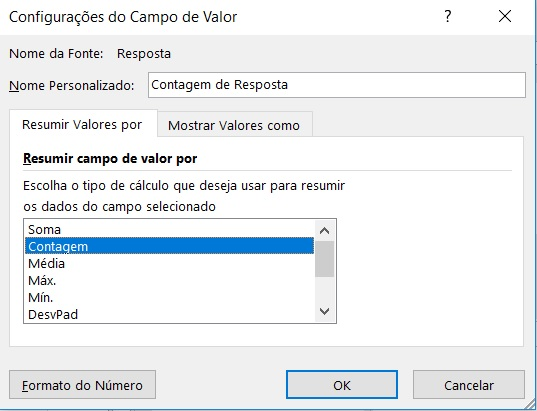 Configurações do Campo de Valor
?
Nome da Fonte: Resposta
Nome Personalizado: Contagem de Resposta
Resumir Valores por Mostrar Valores como
Resumir campo de valor por
Escolha o tipo de cálculo que deseja usar para resumir
os dados do campo selecionado
Soma
Contagem
Média
Máx.
Mín.
DesvPad
Formato do Número OK Cancelar